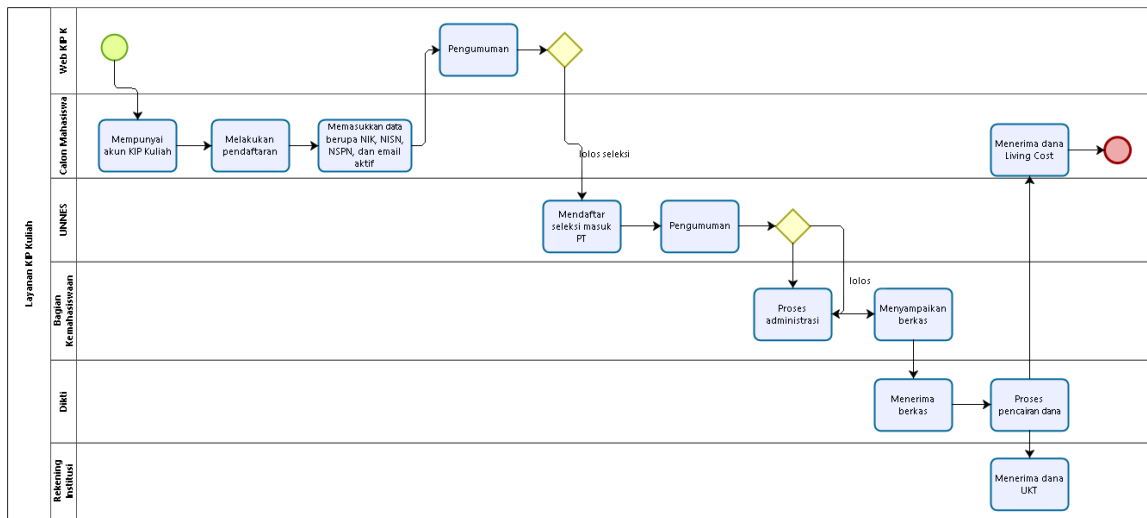 Layanan KIP Kuliah
Web KIP K
Pengumuman
Calon Mahasiswa
Mempunyai
akun KIP Kuliah
Melakukan
pendaftaran
Memasukkan data
berupa NIK, NISN,
NSPN, dan email
aktif
lolos seleksi
Menerima dana
Living Cost
UNNES
Mendaftar
seleksi masuk
PT
Pengumuman
lolos
Bagian
Kemahasiswaan
Proses
administrasi
Menyampaikan
berkas
Dikti
Menerima
berkas
Proses
pencairan dana
Rekening
Institusi
Menerima dana
UKT